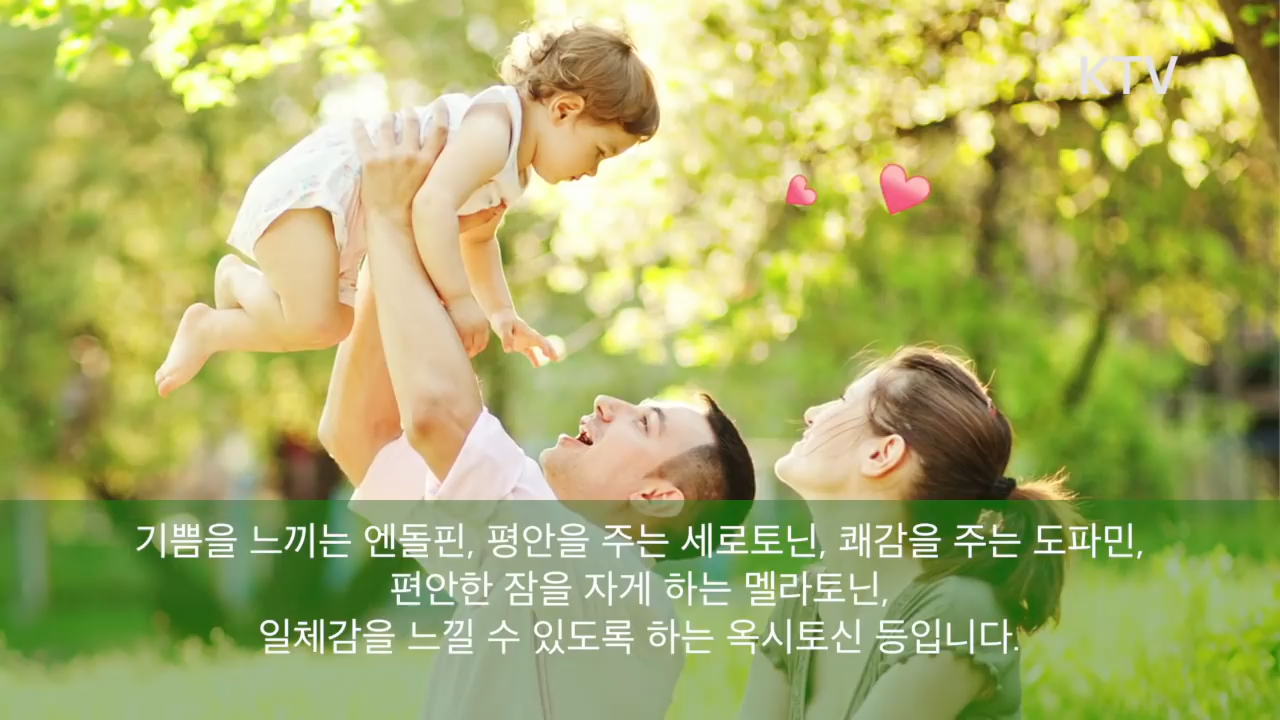 KTV
기쁨을 느끼는 엔돌핀, 평안을 주는 세로토닌, 쾌감을 주는 도파민,
편안한 잠을 자게 하는 멜라토닌,
일체감을 느낄 수 있도록 하는 옥시토신 등입니다.